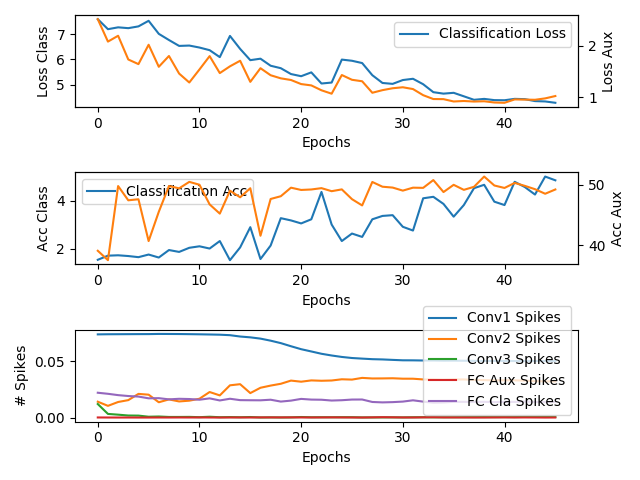 Loss Class
7
6
5
Classification Loss
2
1
Loss Aux
0
10
20
30
40
Epochs
Acc Class
4
2
Classification Acc
50
40
Acc Aux
0
10
20
30
40
Epochs
# Spikes
0.05
0.00
Conv1 Spikes
Conv2 Spikes
Conv3 Spikes
FC Aux Spikes
FC Cla Spikes
0
10
20
30
40
Epochs